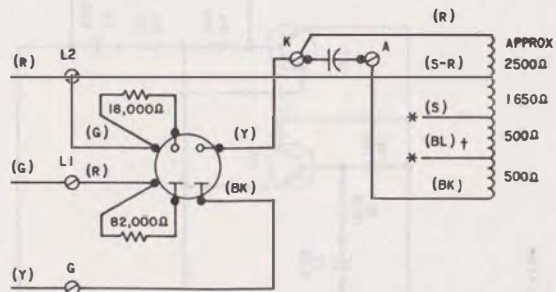 (R)
K
A
APPROX
2500Ω
L2
(R)
(S-R)
1650Ω
18,000Ω
(S)
*
(G)
(Y)
500Ω
(BL) †
*
(G)
L1
(R)
500Ω
(BK)
(BK)
82,000Ω
(Y)
G